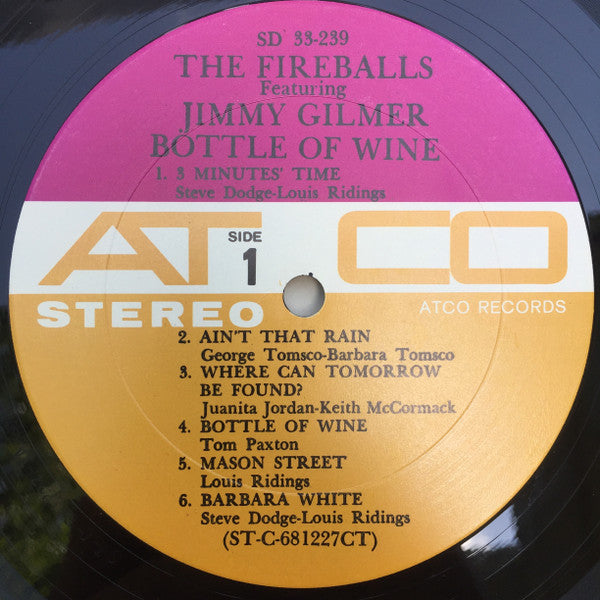 SD 33-239
THE FIREBALLS
Featuring
JIMMY GILMER
BOTTLE OF WINE
1. 3 MINUTES' TIME
Steve Dodge-Louis Ridings
ATCO
SIDE
1
STEREO
ATCO RECORDS
2. AIN'T THAT RAIN
George Tomsco-Barbara Tomsco
3. WHERE CAN TOMORROW
BE FOUND?
Juanita Jordan-Keith McCormack
4. BOTTLE OF WINE
Tom Paxton
5. MASON STREET
Louis Ridings
6. BARBARA WHITE
Steve Dodge-Louis Ridings
(ST-C-681227CT)